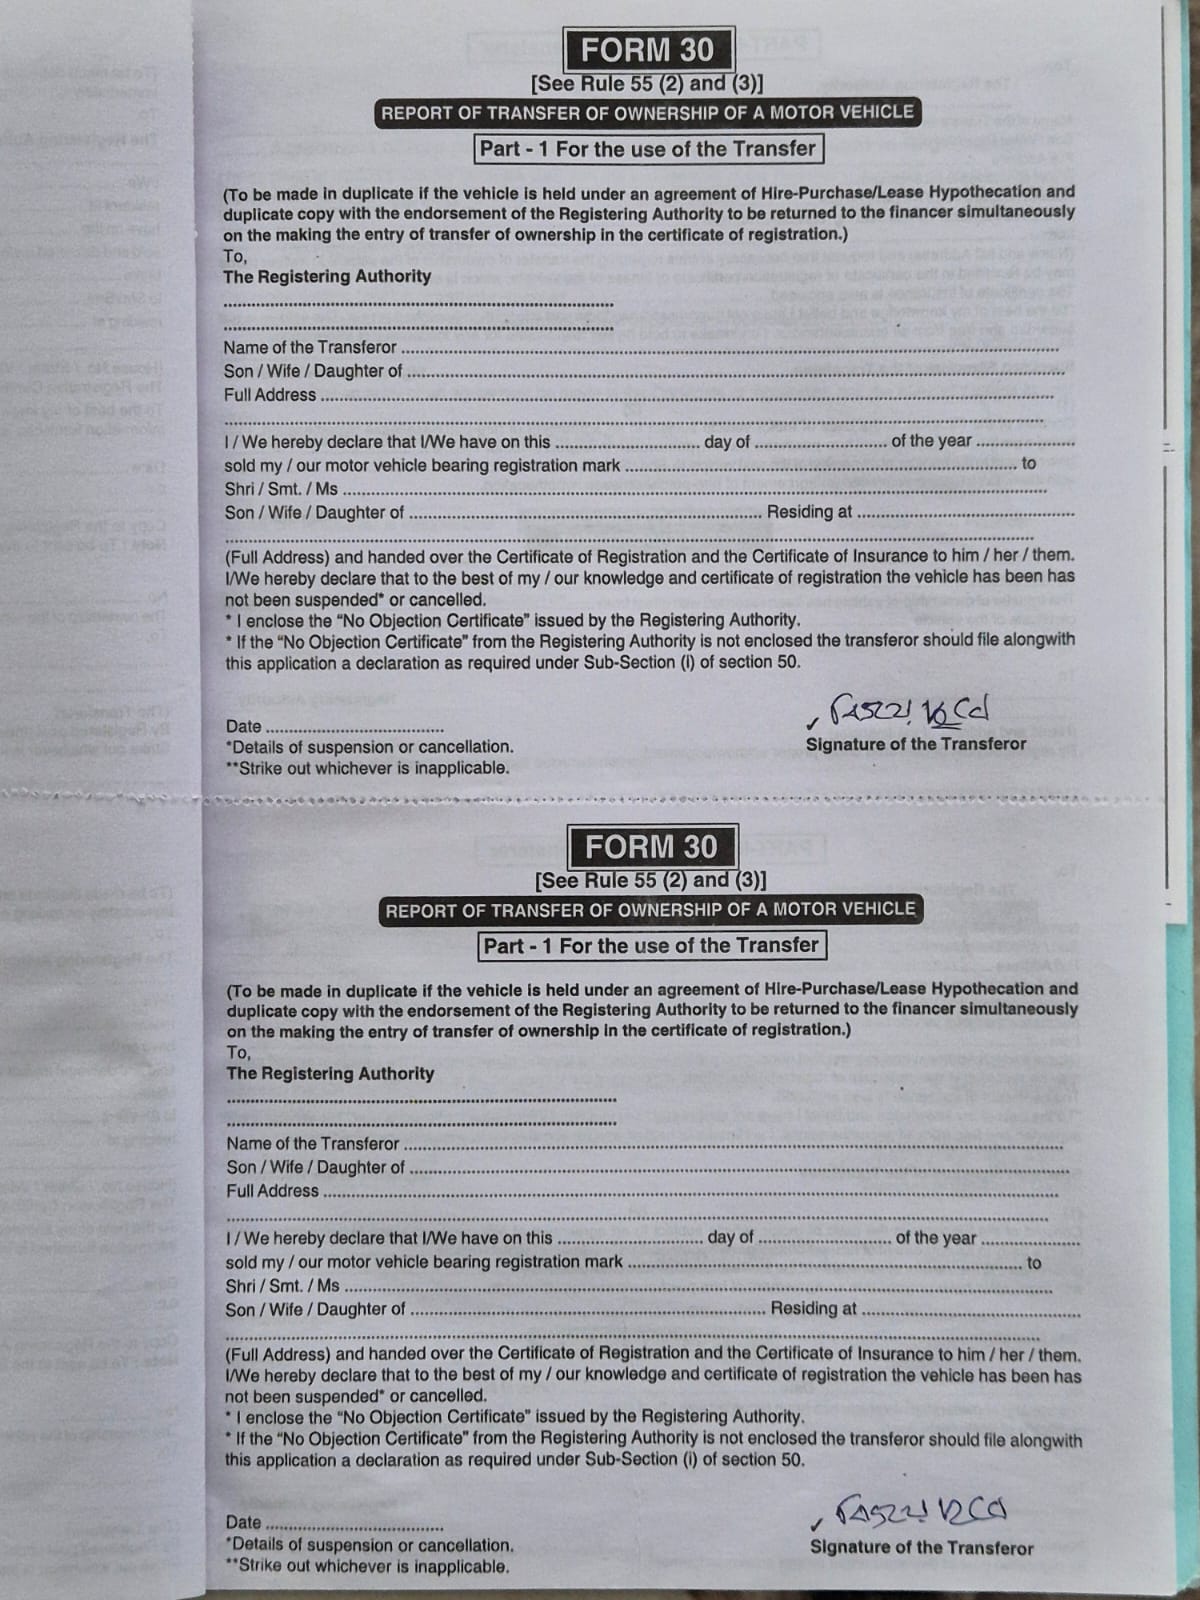 FORM 30
[See Rule 55 (2) and (3)]
REPORT OF TRANSFER OF OWNERSHIP OF A MOTOR VEHICLE
Part - 1 For the use of the Transfer
(To be made in duplicate if the vehicle is held under an agreement of Hire-Purchase/Lease Hypothecation and
duplicate copy with the endorsement of the Registering Authority to be returned to the financer simultaneously
on the making the entry of transfer of ownership in the certificate of registration.)
To,
The Registering Authority
Name of the Transferor
Son / Wife / Daughter of
Full Address
I / We hereby declare that I/We have on this ........ day of ........ of the year ........
sold my / our motor vehicle bearing registration mark ........ to
Shri / Smt. / Ms
Son / Wife / Daughter of ........ Residing at ........
(Full Address) and handed over the Certificate of Registration and the Certificate of Insurance to him / her / them.
I/We hereby declare that to the best of my / our knowledge and certificate of registration the vehicle has been has
not been suspended* or cancelled.
* I enclose the “No Objection Certificate” issued by the Registering Authority.
* If the “No Objection Certificate” from the Registering Authority is not enclosed the transferor should file alongwith
this application a declaration as required under Sub-Section (i) of section 50.
Date ........
*Details of suspension or cancellation.
Signature of the Transferor
**Strike out whichever is inapplicable.
FORM 30
[See Rule 55 (2) and (3)]
REPORT OF TRANSFER OF OWNERSHIP OF A MOTOR VEHICLE
Part - 1 For the use of the Transfer
(To be made in duplicate if the vehicle is held under an agreement of Hire-Purchase/Lease Hypothecation and
duplicate copy with the endorsement of the Registering Authority to be returned to the financer simultaneously
on the making the entry of transfer of ownership in the certificate of registration.)
To,
The Registering Authority
Name of the Transferor
Son / Wife / Daughter of
Full Address
I / We hereby declare that I/We have on this ........ day of ........ of the year ........
sold my / our motor vehicle bearing registration mark ........ to
Shri / Smt. / Ms
Son / Wife / Daughter of ........ Residing at ........
(Full Address) and handed over the Certificate of Registration and the Certificate of Insurance to him / her / them.
I/We hereby declare that to the best of my / our knowledge and certificate of registration the vehicle has been has
not been suspended* or cancelled.
* I enclose the “No Objection Certificate” issued by the Registering Authority.
* If the “No Objection Certificate” from the Registering Authority is not enclosed the transferor should file alongwith
this application a declaration as required under Sub-Section (i) of section 50.
Date ........
*Details of suspension or cancellation.
Signature of the Transferor
**Strike out whichever is inapplicable.